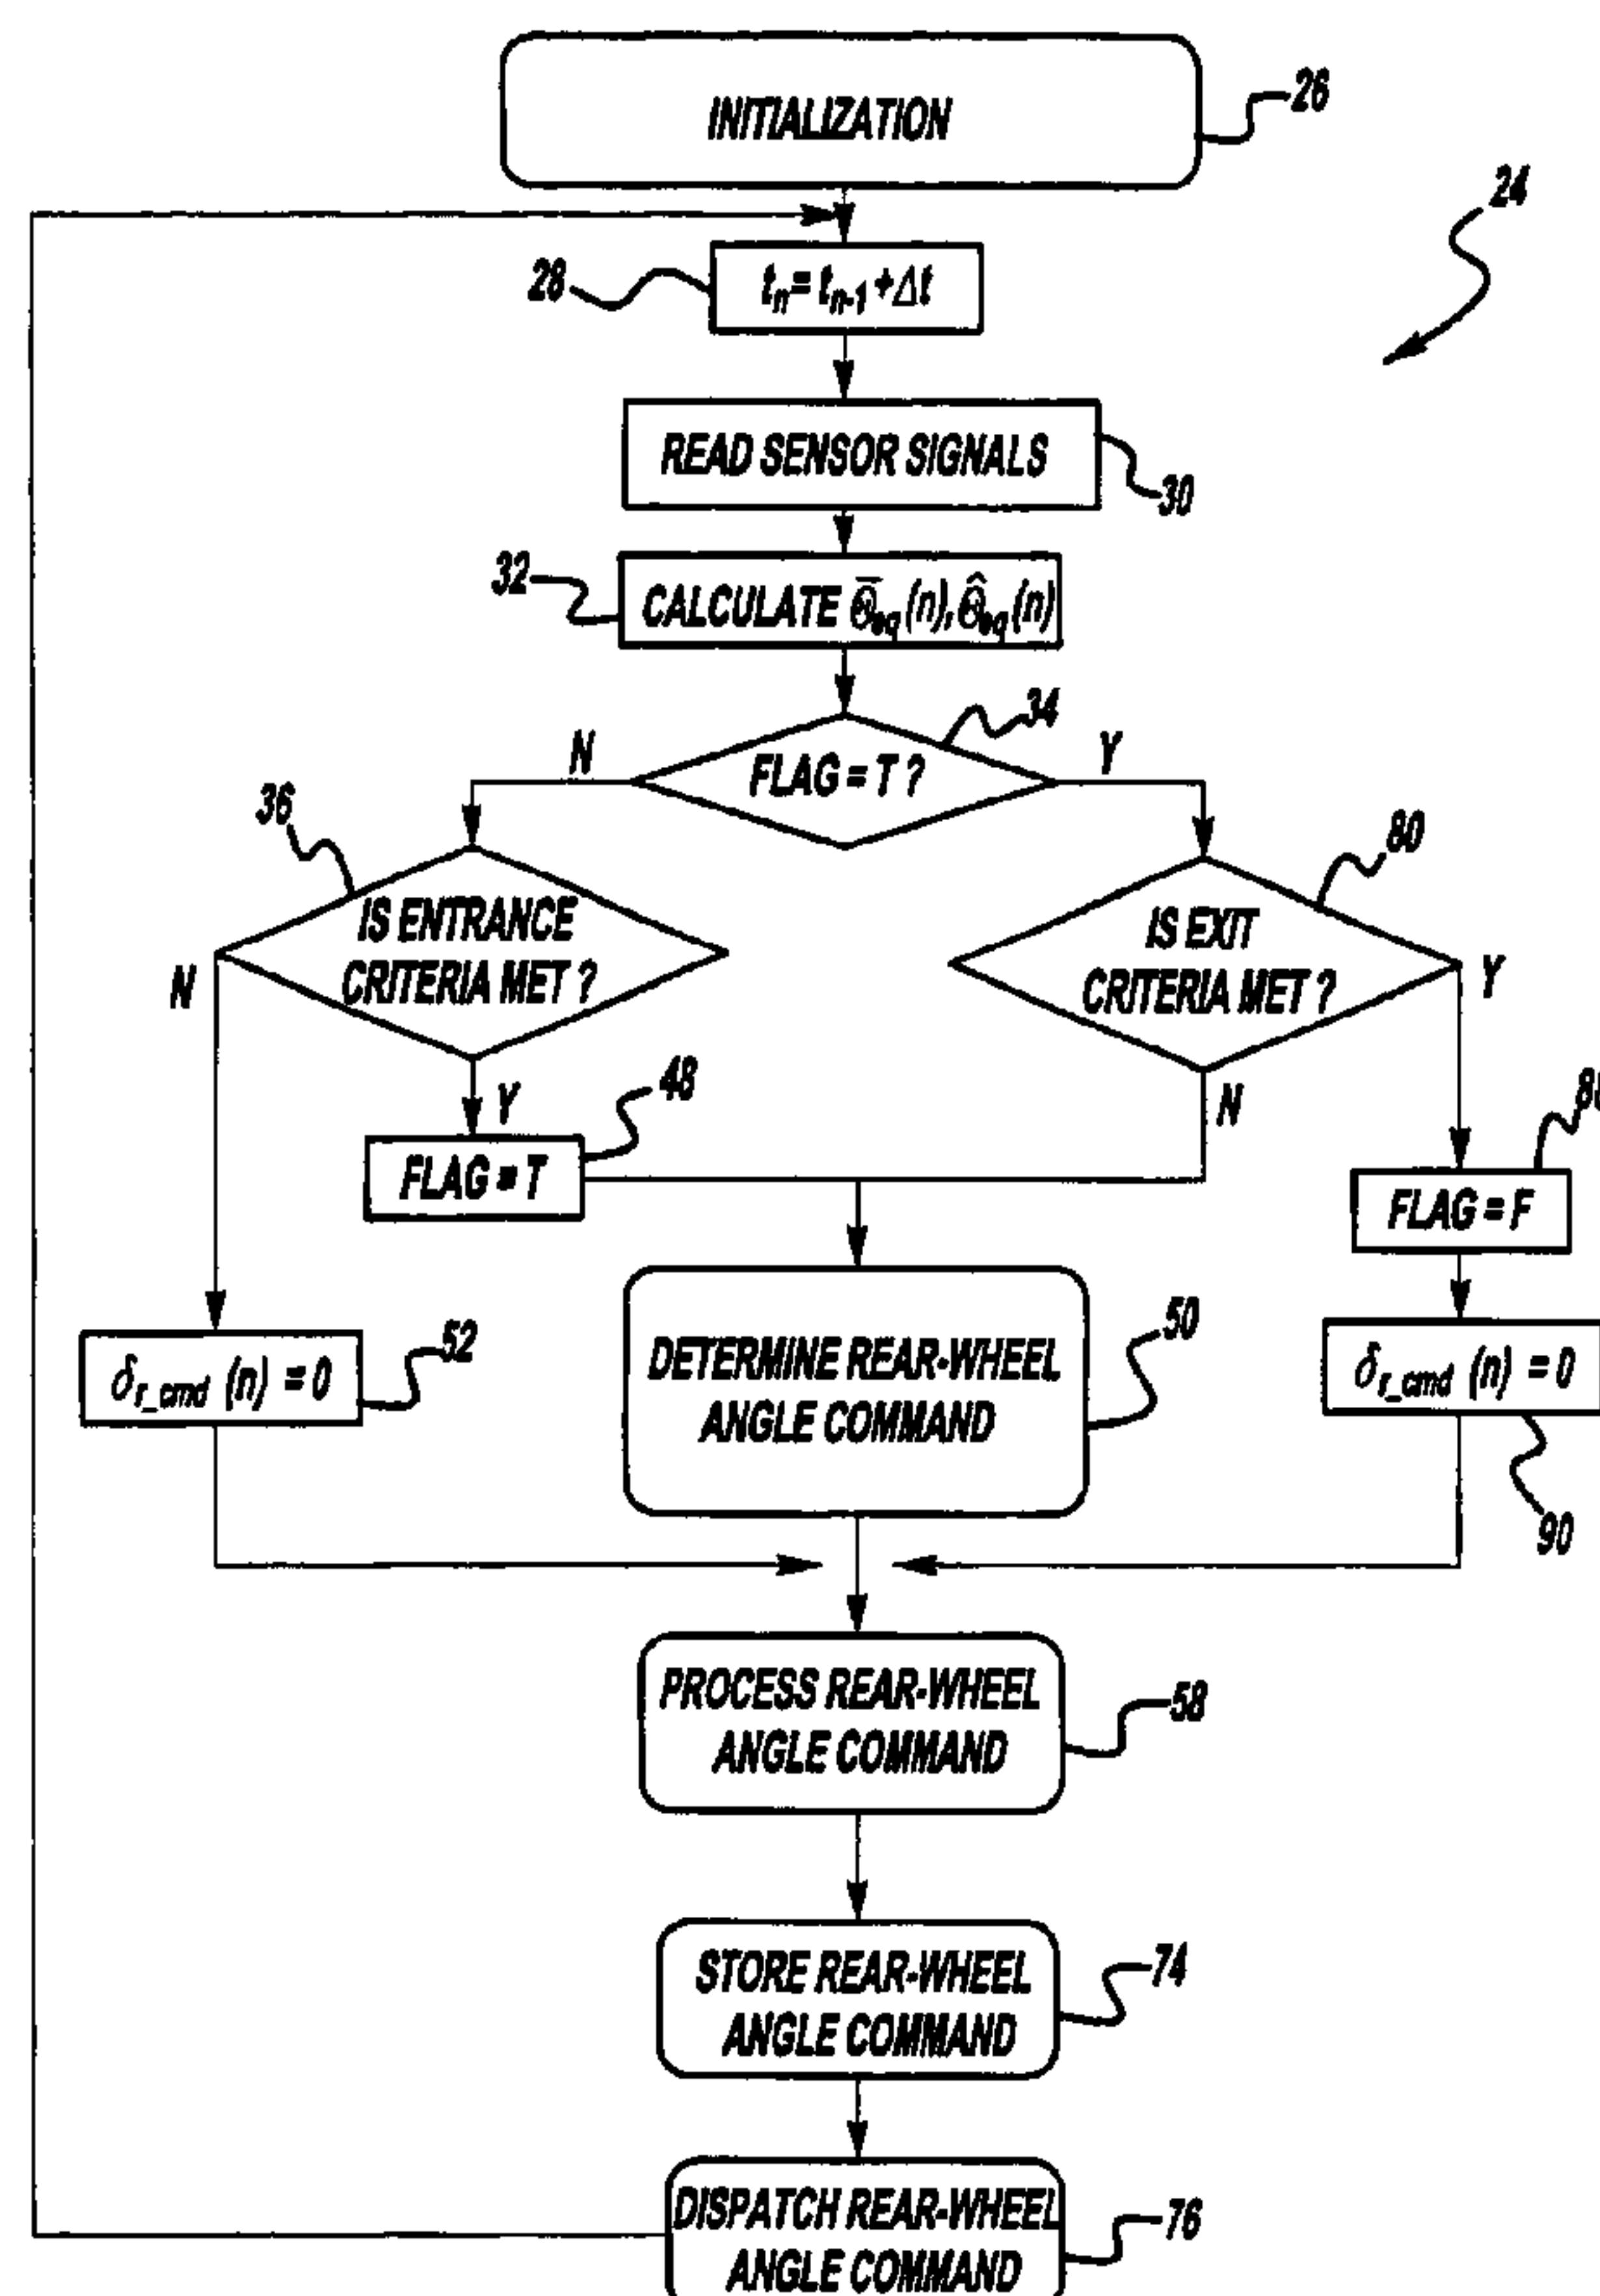 INITIALIZATION
26
24
28
tₙ = tₙ₋₁ + Δt
READ SENSOR SIGNALS
30
32
CALCULATE Θ̄eq(n), Θ̂eq(n)
34
N
FLAG = T ?
Y
36
80
IS ENTRANCE
CRITERIA MET ?
IS EXIT
CRITERIA MET ?
N
Y
Y
48
N
FLAG = T
FLAG = F
δr_cmd (n) = 0
52
DETERMINE REAR-WHEEL
ANGLE COMMAND
50
δr_cmd (n) = 0
90
PROCESS REAR-WHEEL
ANGLE COMMAND
58
STORE REAR-WHEEL
ANGLE COMMAND
74
DISPATCH REAR-WHEEL
ANGLE COMMAND
76